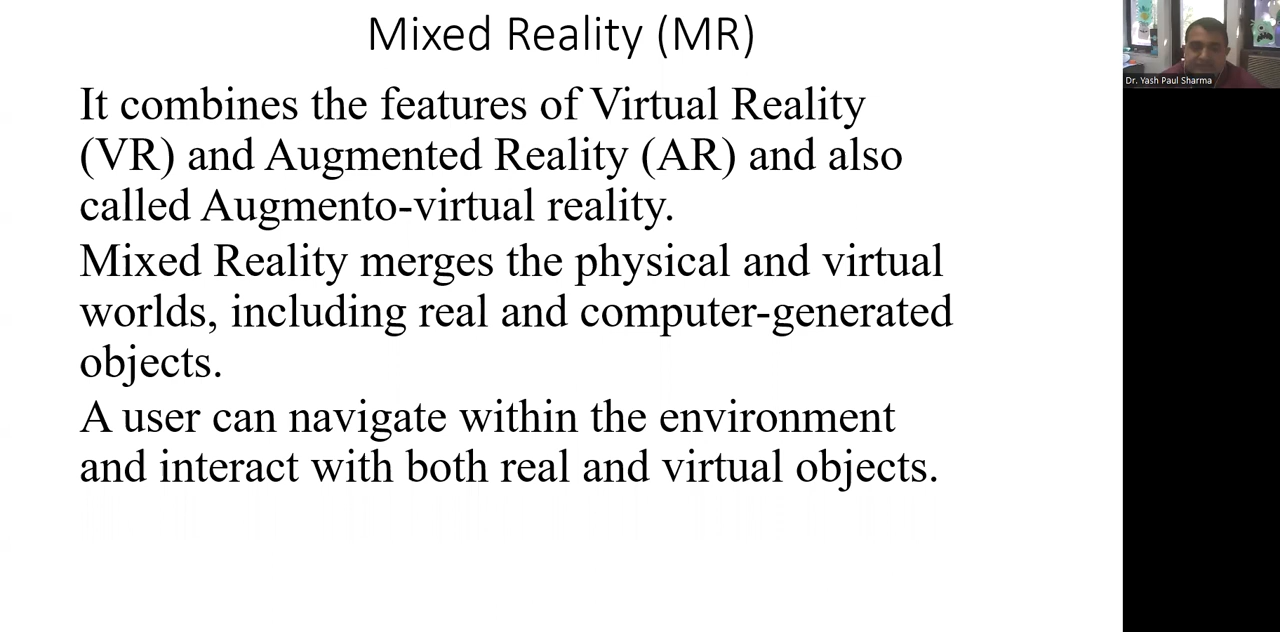 Mixed Reality (MR)
It combines the features of Virtual Reality
(VR) and Augmented Reality (AR) and also
called Augmento-virtual reality.
Mixed Reality merges the physical and virtual
worlds, including real and computer-generated
objects.
A user can navigate within the environment
and interact with both real and virtual objects.
Dr. Yash Paul Sharma